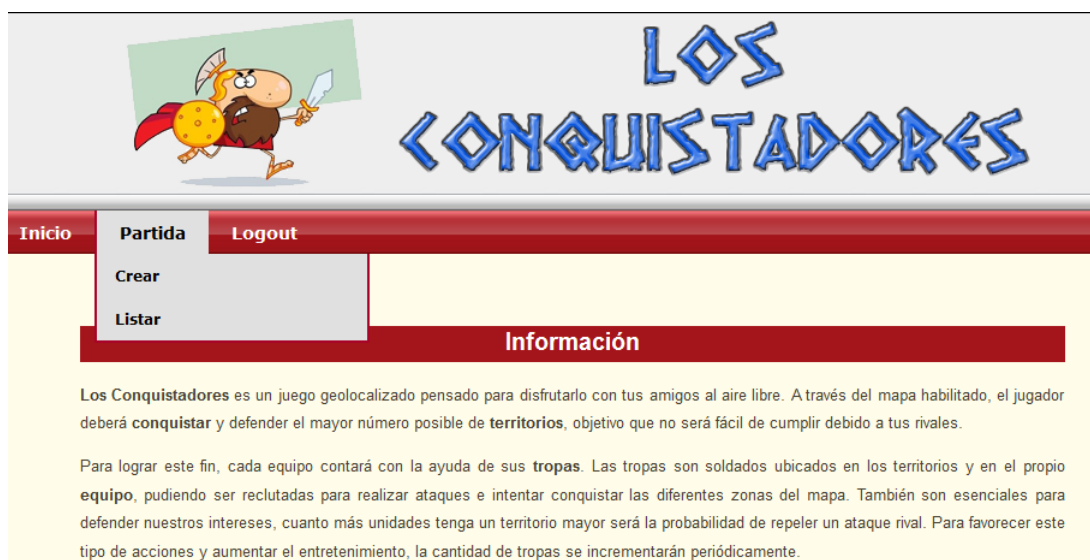 LOS
CONQUISTADORES
Inicio Partida Logout
Crear
Listar
Información
Los Conquistadores es un juego geolocalizado pensado para disfrutarlo con tus amigos al aire libre. A través del mapa habilitado, el jugador
deberá conquistar y defender el mayor número posible de territorios, objetivo que no será fácil de cumplir debido a tus rivales.
Para lograr este fin, cada equipo contará con la ayuda de sus tropas. Las tropas son soldados ubicados en los territorios y en el propio
equipo, pudiendo ser reclutadas para realizar ataques e intentar conquistar las diferentes zonas del mapa. También son esenciales para
defender nuestros intereses, cuanto más unidades tenga un territorio mayor será la probabilidad de repeler un ataque rival. Para favorecer este
tipo de acciones y aumentar el entretenimiento, la cantidad de tropas se incrementarán periódicamente.